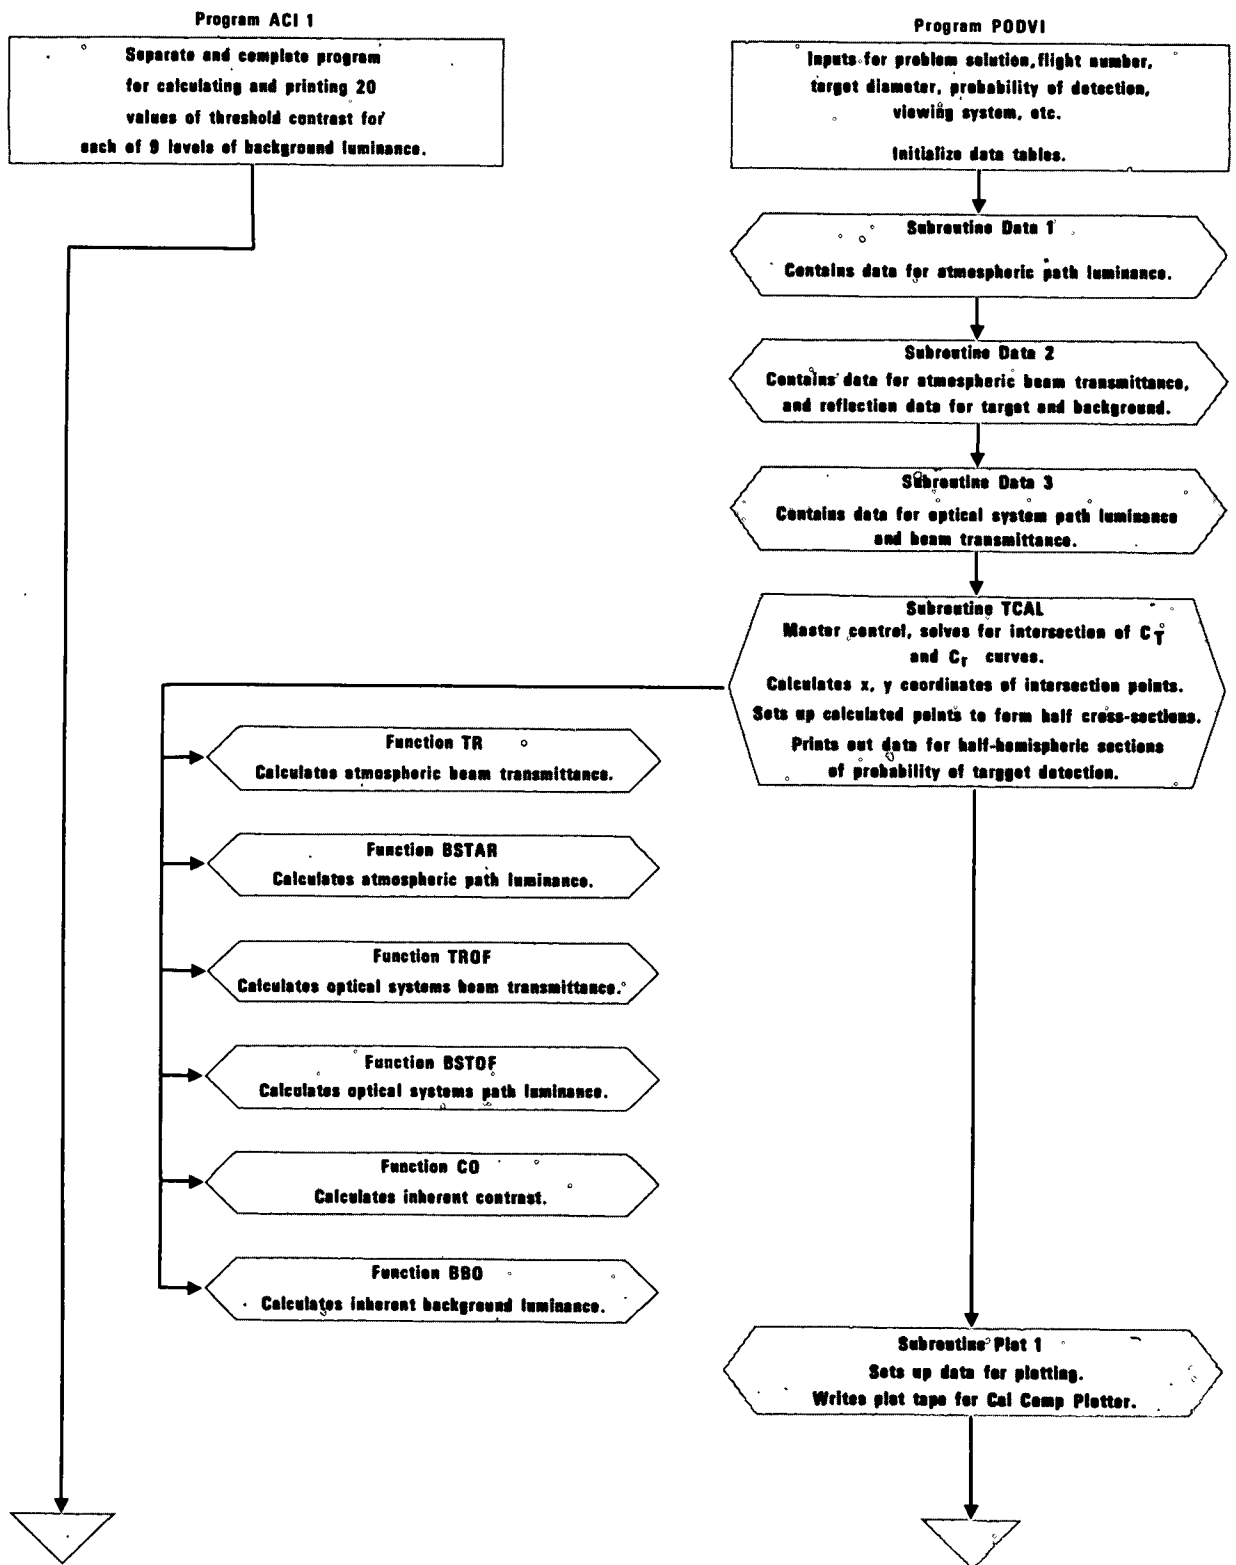 Program ACI 1
Separate and complete program
for calculating and printing 20
values of threshold contrast for
each of 9 levels of background luminance.
Program PODVI
Inputs for problem solution, flight number,
target diameter, probability of detection,
viewing system, etc.
Initialize data tables.
Subroutine Data 1
Contains data for atmospheric path luminance.
Subroutine Data 2
Contains data for atmospheric beam transmittance,
and reflection data for target and background.
Subroutine Data 3
Contains data for optical system path luminance
and beam transmittance.
Subroutine TCAL
Master control, solves for intersection of C_T
and C_r curves.
Calculates x, y coordinates of intersection points.
Sets up calculated points to form half cross-sections.
Prints out data for half-hemispheric sections
of probability of targget detection.
Function TR
Calculates atmospheric beam transmittance.
Function BSTAR
Calculates atmospheric path luminance.
Function TROF
Calculates optical systems beam transmittance.
Function BSTOF
Calculates optical systems path luminance.
Function CO
Calculates inherent contrast.
Function BBO
Calculates inherent background luminance.
Subroutine Plot 1
Sets up data for plotting.
Writes plot tape for Cal Comp Plotter.